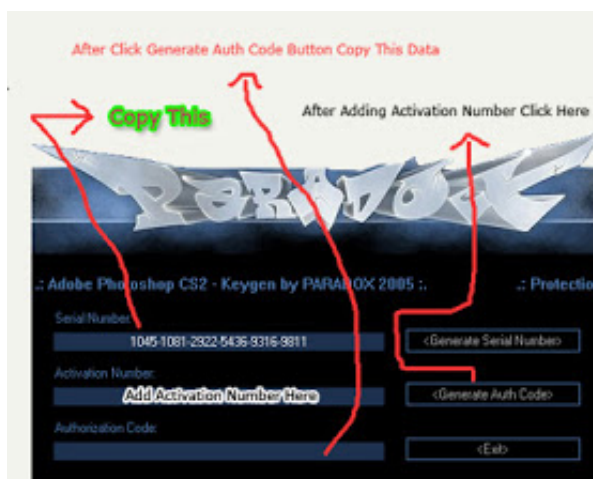 After Click Generate Auth Code Button Copy This Data
Copy This
After Adding Activation Number Click Here
PARADOX
.: Adobe Photoshop CS2 - Keygen by PARADOX 2005 :.
.: Protectio
Serial Number:
1045-1081-2922-5436-9316-9811
<Generate Serial Number>
Activation Number:
Add Activation Number Here
<Generate Auth Code>
Authorization Code:
<Exit>